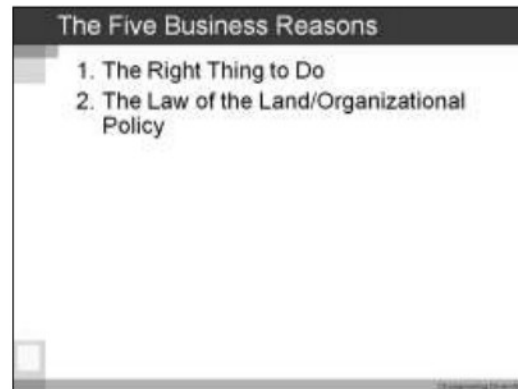 The Five Business Reasons
1. The Right Thing to Do
2. The Law of the Land/Organizational
Policy